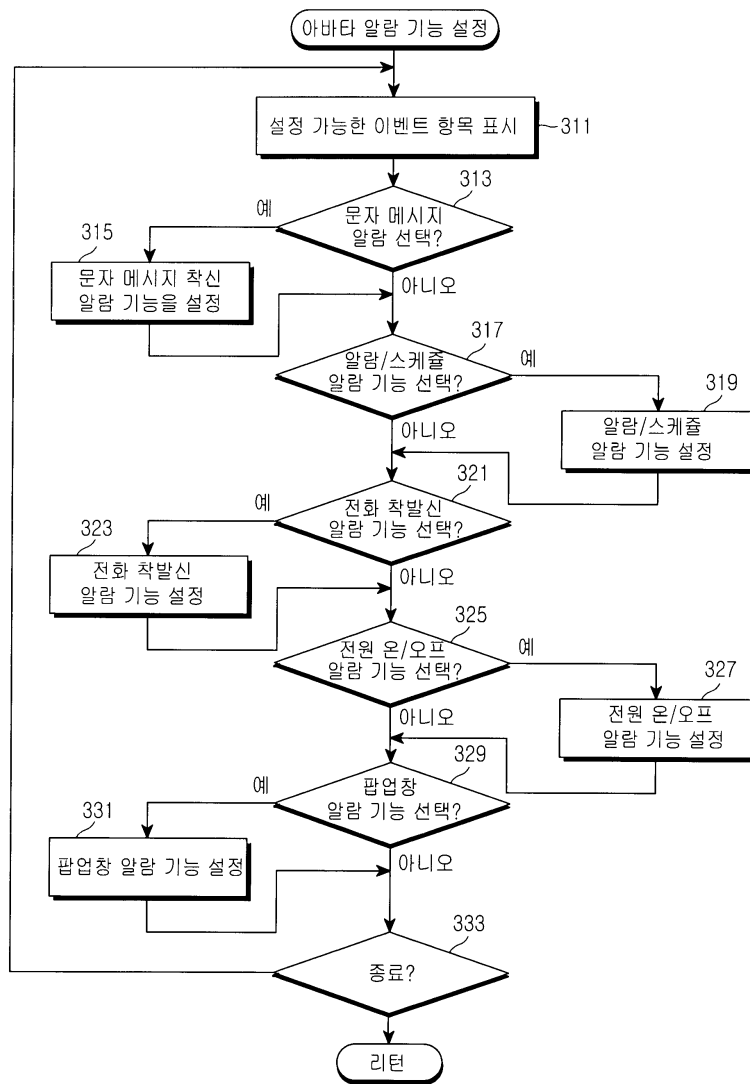 아바타 알람 기능 설정
설정 가능한 이벤트 항목 표시
311
313
문자 메시지
알람 선택?
예
315
문자 메시지 착신
알람 기능을 설정
아니오
317
알람/스케쥴
알람 기능 선택?
예
319
알람/스케쥴
알람 기능 설정
아니오
321
전화 착발신
알람 기능 선택?
예
323
전화 착발신
알람 기능 설정
아니오
325
전원 온/오프
알람 기능 선택?
예
327
전원 온/오프
알람 기능 설정
아니오
329
팝업창
알람 기능 선택?
예
331
팝업창 알람 기능 설정
아니오
333
종료?
리턴